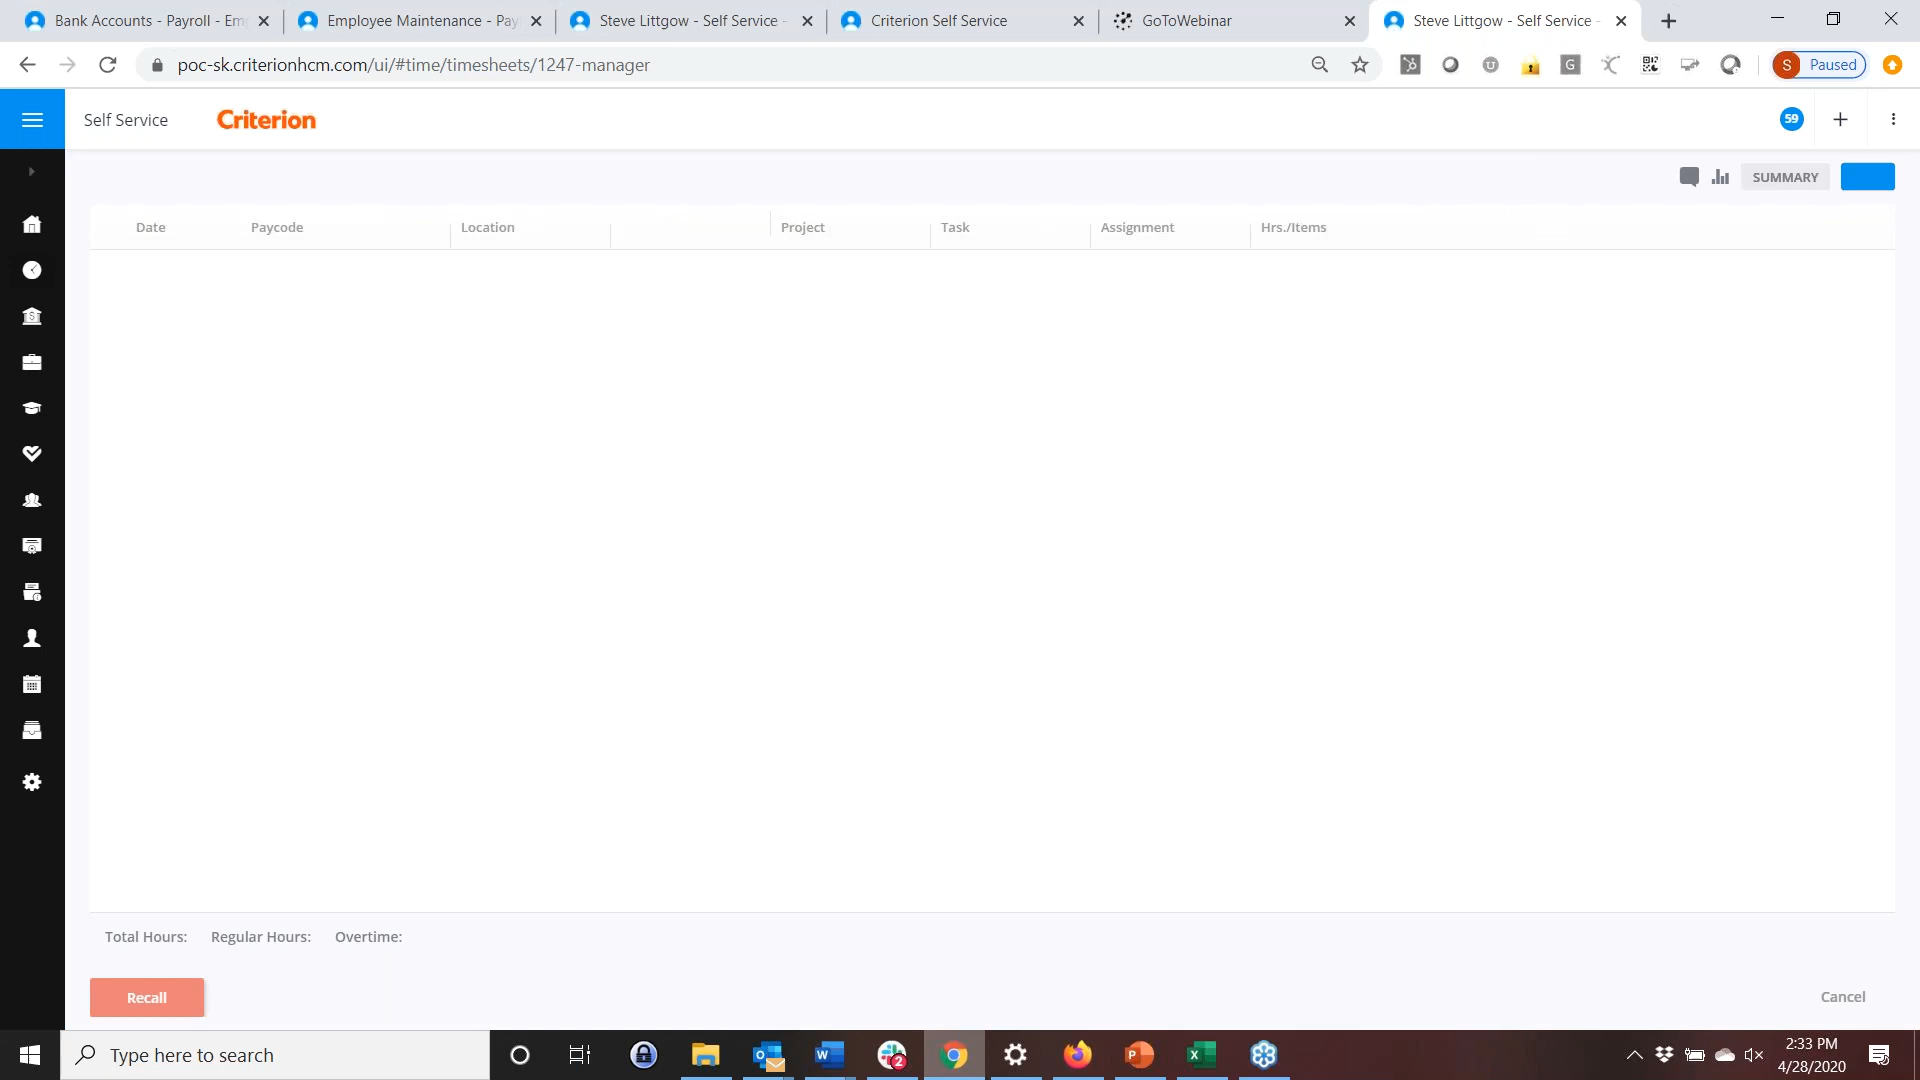 Bank Accounts - Payroll - Em
Employee Maintenance - Pay
Steve Littgow - Self Service -
Criterion Self Service
GoToWebinar
Steve Littgow - Self Service -
poc-sk.criterionhcm.com/ui/#time/timesheets/1247-manager
G
S Paused
Self Service
Criterion
59
SUMMARY
Date Paycode Location Project Task Assignment Hrs./Items
Total Hours: Regular Hours: Overtime:
Recall
Cancel
Type here to search
2
2:33 PM
4/28/2020